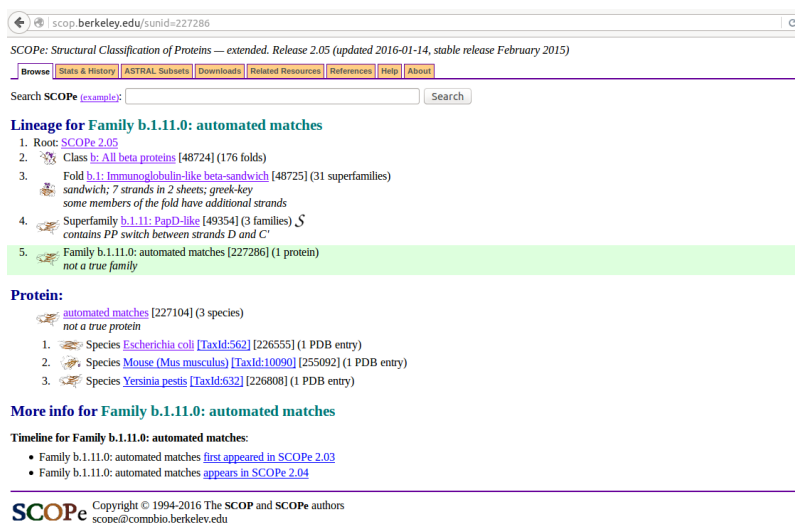 scop.berkeley.edu/sunid=227286
SCOPe: Structural Classification of Proteins — extended. Release 2.05 (updated 2016-01-14, stable release February 2015)
Browse Stats & History ASTRAL Subsets Downloads Related Resources References Help About
Search SCOPe (example): Search
Lineage for Family b.1.11.0: automated matches
1. Root: SCOPe 2.05
2. Class b: All beta proteins [48724] (176 folds)
3. Fold b.1: Immunoglobulin-like beta-sandwich [48725] (31 superfamilies)
sandwich; 7 strands in 2 sheets; greek-key
some members of the fold have additional strands
4. Superfamily b.1.11: PapD-like [49354] (3 families) S
contains PP switch between strands D and C'
5. Family b.1.11.0: automated matches [227286] (1 protein)
not a true family
Protein:
automated matches [227104] (3 species)
not a true protein
1. Species Escherichia coli [TaxId:562] [226555] (1 PDB entry)
2. Species Mouse (Mus musculus) [TaxId:10090] [255092] (1 PDB entry)
3. Species Yersinia pestis [TaxId:632] [226808] (1 PDB entry)
More info for Family b.1.11.0: automated matches
Timeline for Family b.1.11.0: automated matches:
• Family b.1.11.0: automated matches first appeared in SCOPe 2.03
• Family b.1.11.0: automated matches appears in SCOPe 2.04
SCOPe Copyright © 1994-2016 The SCOP and SCOPe authors
scope@compbio.berkeley.edu